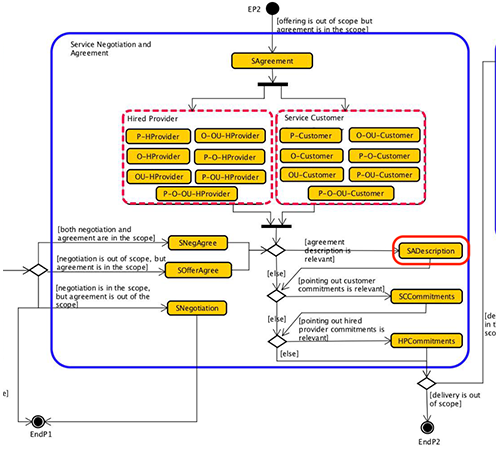 EP2
[offering is out of scope but
agreement is in the scope]
Service Negotiation and
Agreement
SAgreement
Hired Provider
Service Customer
P-HProvider
O-OU-HProvider
P-Customer
O-OU-Customer
O-HProvider
P-O-HProvider
O-Customer
P-O-Customer
OU-HProvider
P-OU-HProvider
OU-Customer
P-OU-Customer
P-O-OU-HProvider
P-O-OU-Customer
[both negotiation and
agreement are in the scope]
SNegAgree
[agreement
description is
relevant]
SADescription
[negotiation is out of scope, but
agreement is in the scope]
SOfferAgree
[else]
[negotiation is in the scope,
but agreement is out of the
scope]
SNegotiation
[pointing out customer
commitments is relevant]
SCCommitments
[else]
[pointing out hired
provider commitments is
relevant]
HPCommitments
[else]
[de
in t
sco
[delivery is out
of scope]
e]
EndP1
EndP2